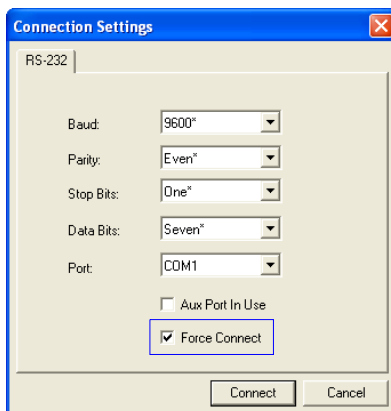 Connection Settings
RS-232
Baud: 9600*
Parity: Even*
Stop Bits: One*
Data Bits: Seven*
Port: COM1
Aux Port In Use
Force Connect
Connect Cancel